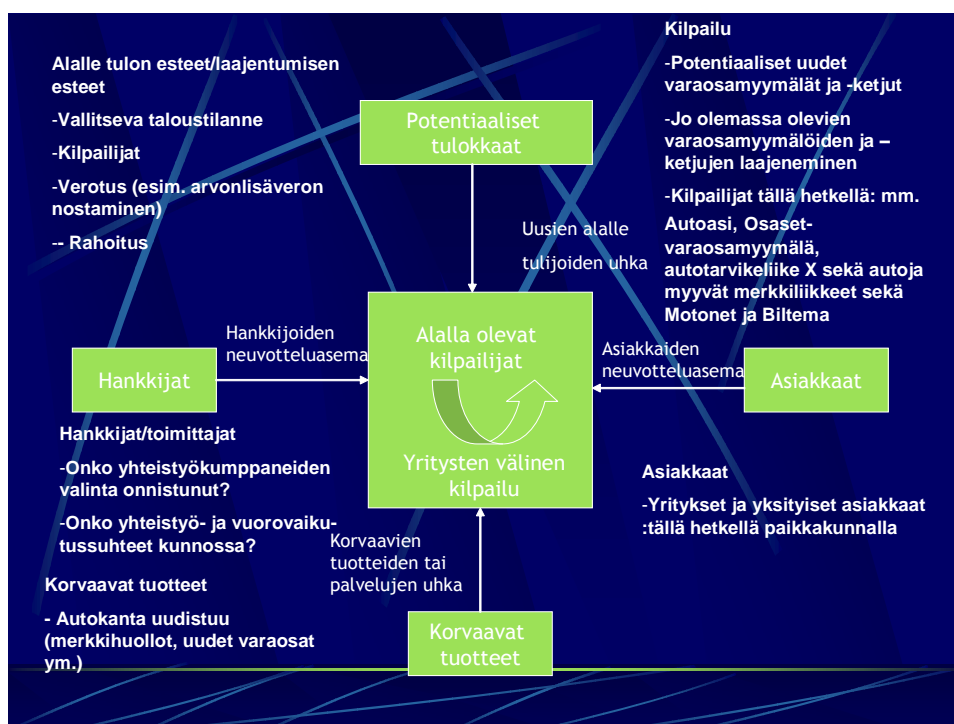 Alalle tulon esteet/laajentumisen
esteet
-Vallitseva taloustilanne
-Kilpailijat
-Verotus (esim. arvonlisäveron
nostaminen)
-- Rahoitus
Potentiaaliset
tulokkaat
Kilpailu
-Potentiaaliset uudet
varaosamyymälät ja -ketjut
-Jo olemassa olevien
varaosamyymälöiden ja –
ketjujen laajeneminen
-Kilpailijat tällä hetkellä: mm.
Autoasi, Osaset-
varaosamyymälä,
autotarvikeliike X sekä autoja
myyvät merkkiliikkeet sekä
Motonet ja Biltema
Uusien alalle
tulijoiden uhka
Hankkijat
Hankkijoiden
neuvotteluasema
Alalla olevat
kilpailijat
Yritysten välinen
kilpailu
Asiakkaiden
neuvotteluasema
Asiakkaat
Hankkijat/toimittajat
-Onko yhteistyökumppaneiden
valinta onnistunut?
-Onko yhteistyö- ja vuorovaiku-
tussuhteet kunnossa?
Asiakkaat
-Yritykset ja yksityiset asiakkaat
:tällä hetkellä paikkakunnalla
Korvaavien
tuotteiden tai
palvelujen uhka
Korvaavat tuotteet
- Autokanta uudistuu
(merkkihuollot, uudet varaosat
ym.)
Korvaavat
tuotteet